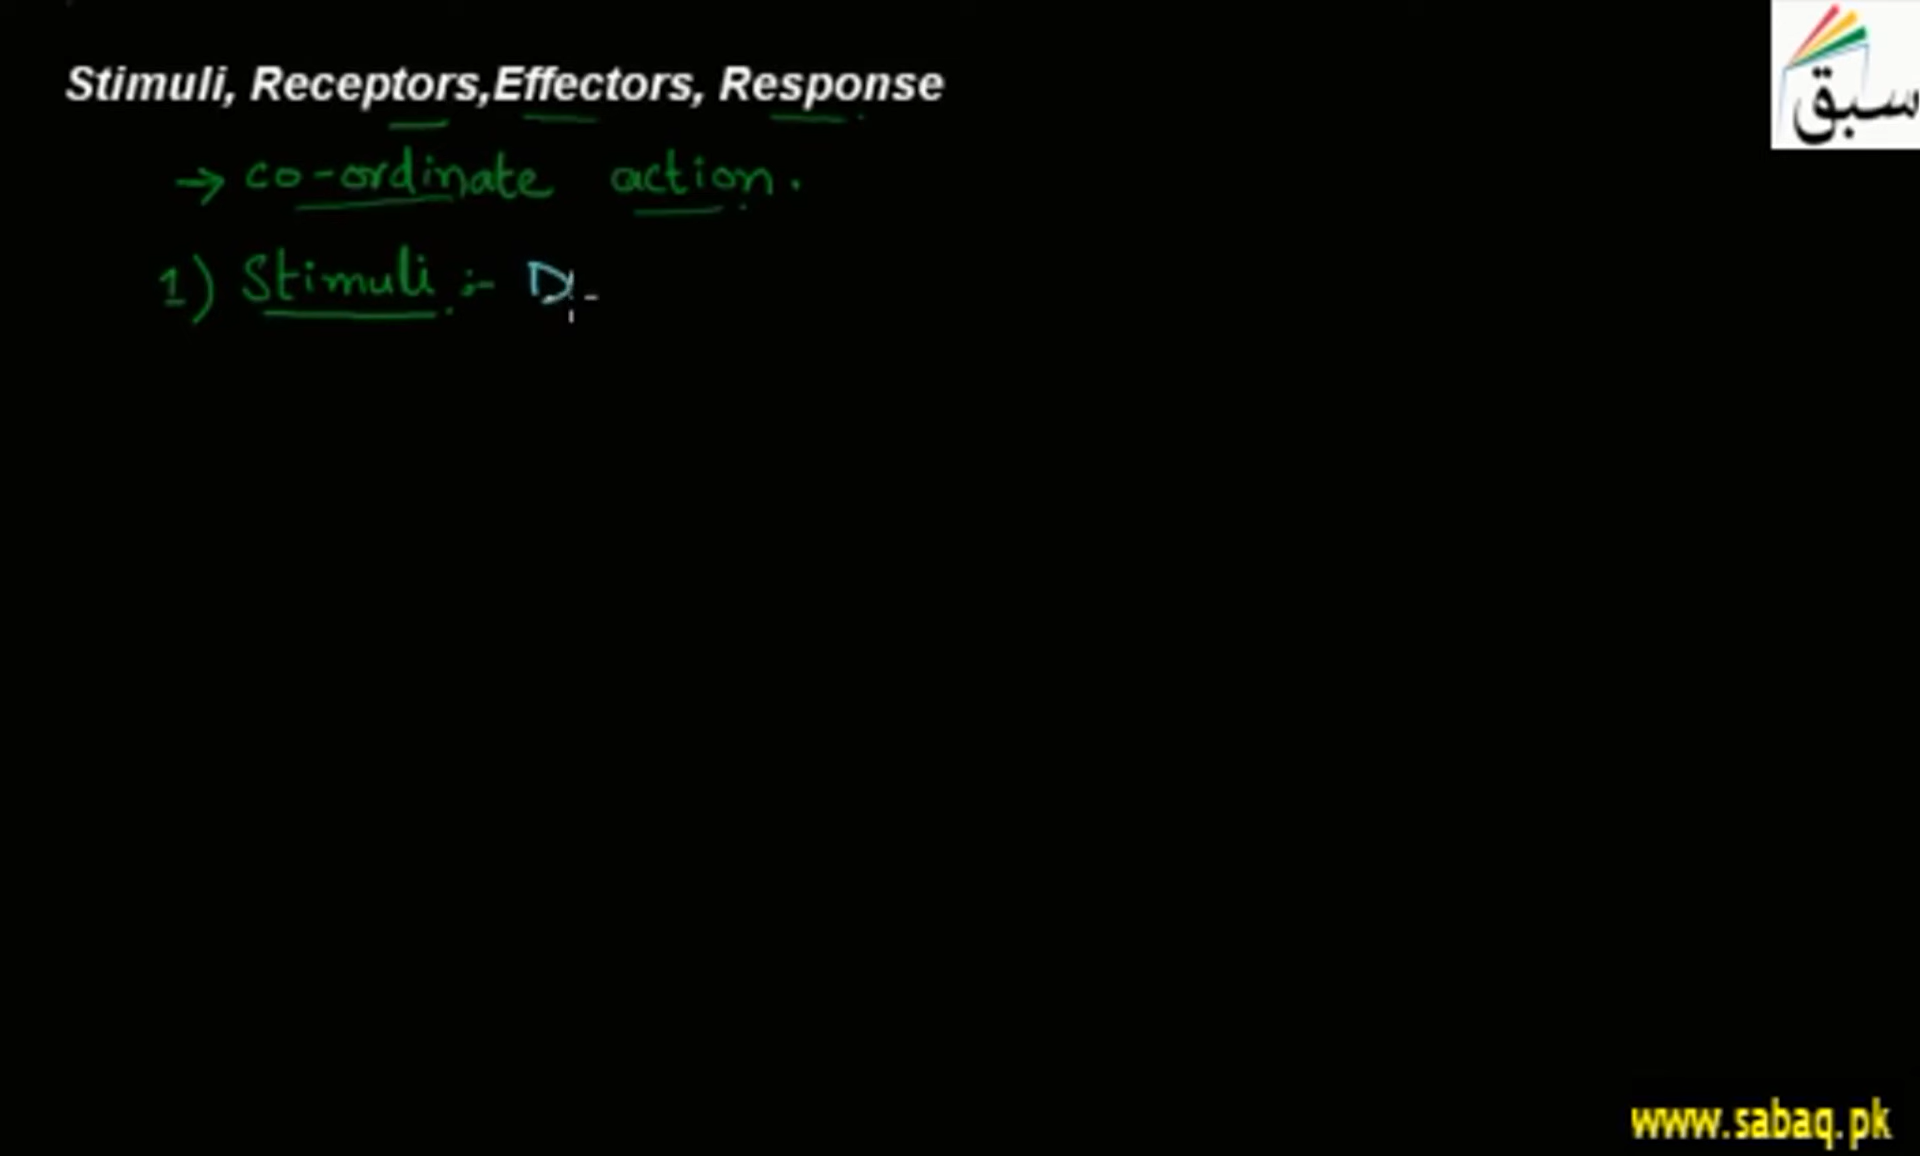 Stimuli, Receptors,Effectors, Response
سبق
→ co-ordinate action.
1) Stimuli :- D
www.sabaq.pk